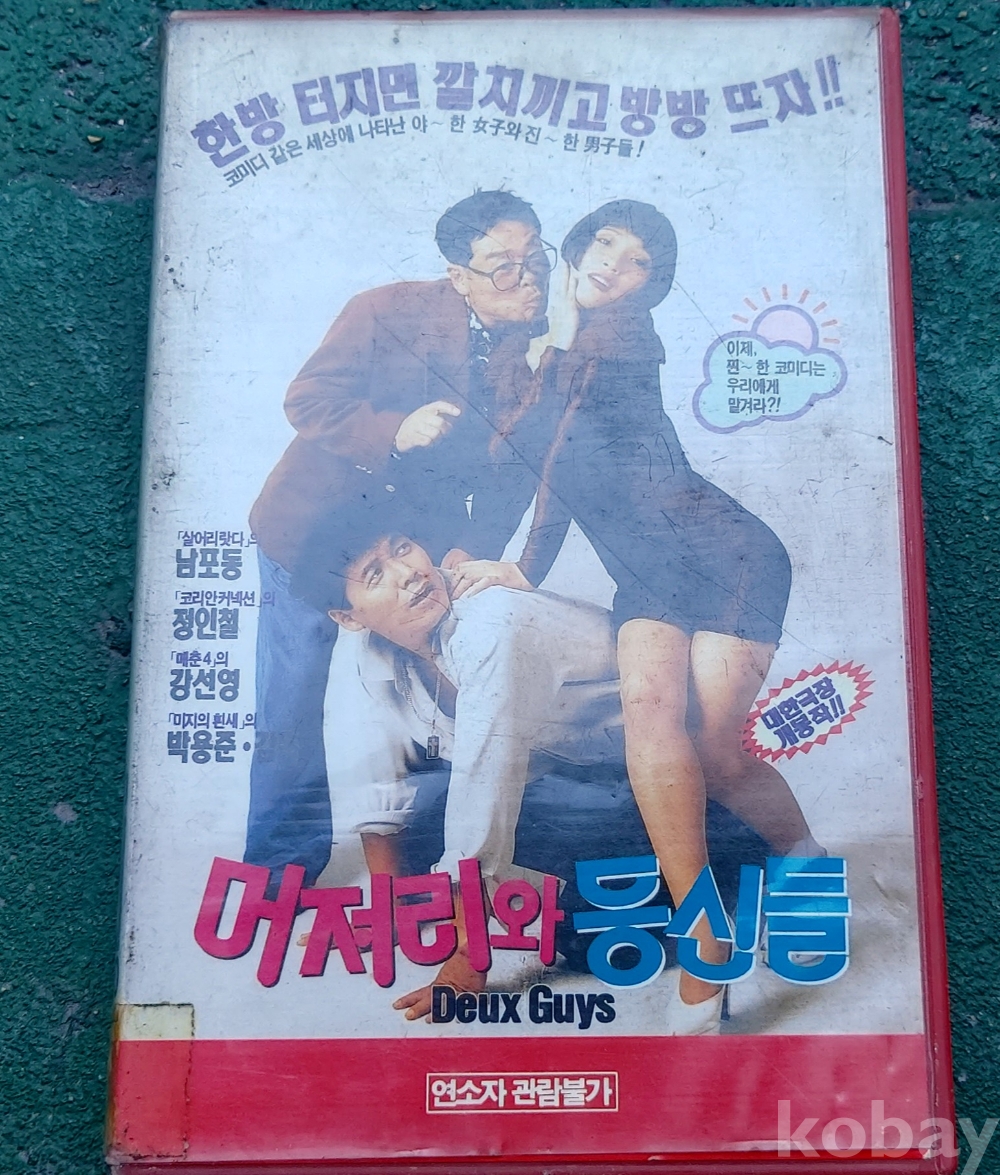 한방 터지면 깔치끼고 방방 뜨자!!
코미디 같은 세상에 나타난 야~한 女子와 진~한 男子들!
이제,
찐~한 코미디는
우리에게
맡겨라?!
「살어리랏다」의
남포동
「코리안커넥션」의
정인철
「매춘4」의
강선영
「미지의 흰새」의
박용준·김
대한극장
개봉작!!
머저리와 등신들
Deux Guys
연소자 관람불가
kobay